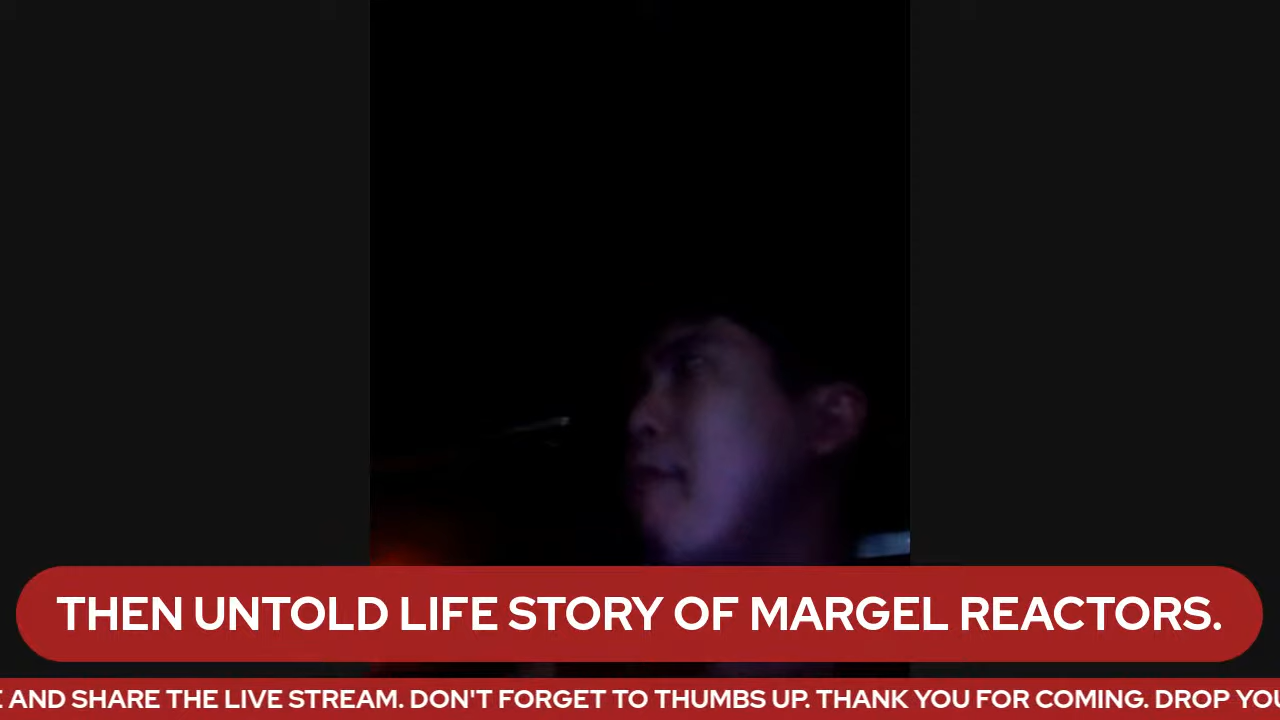 THEN UNTOLD LIFE STORY OF MARGEL REACTORS.
AND SHARE THE LIVE STREAM. DON'T FORGET TO THUMBS UP. THANK YOU FOR COMING. DROP